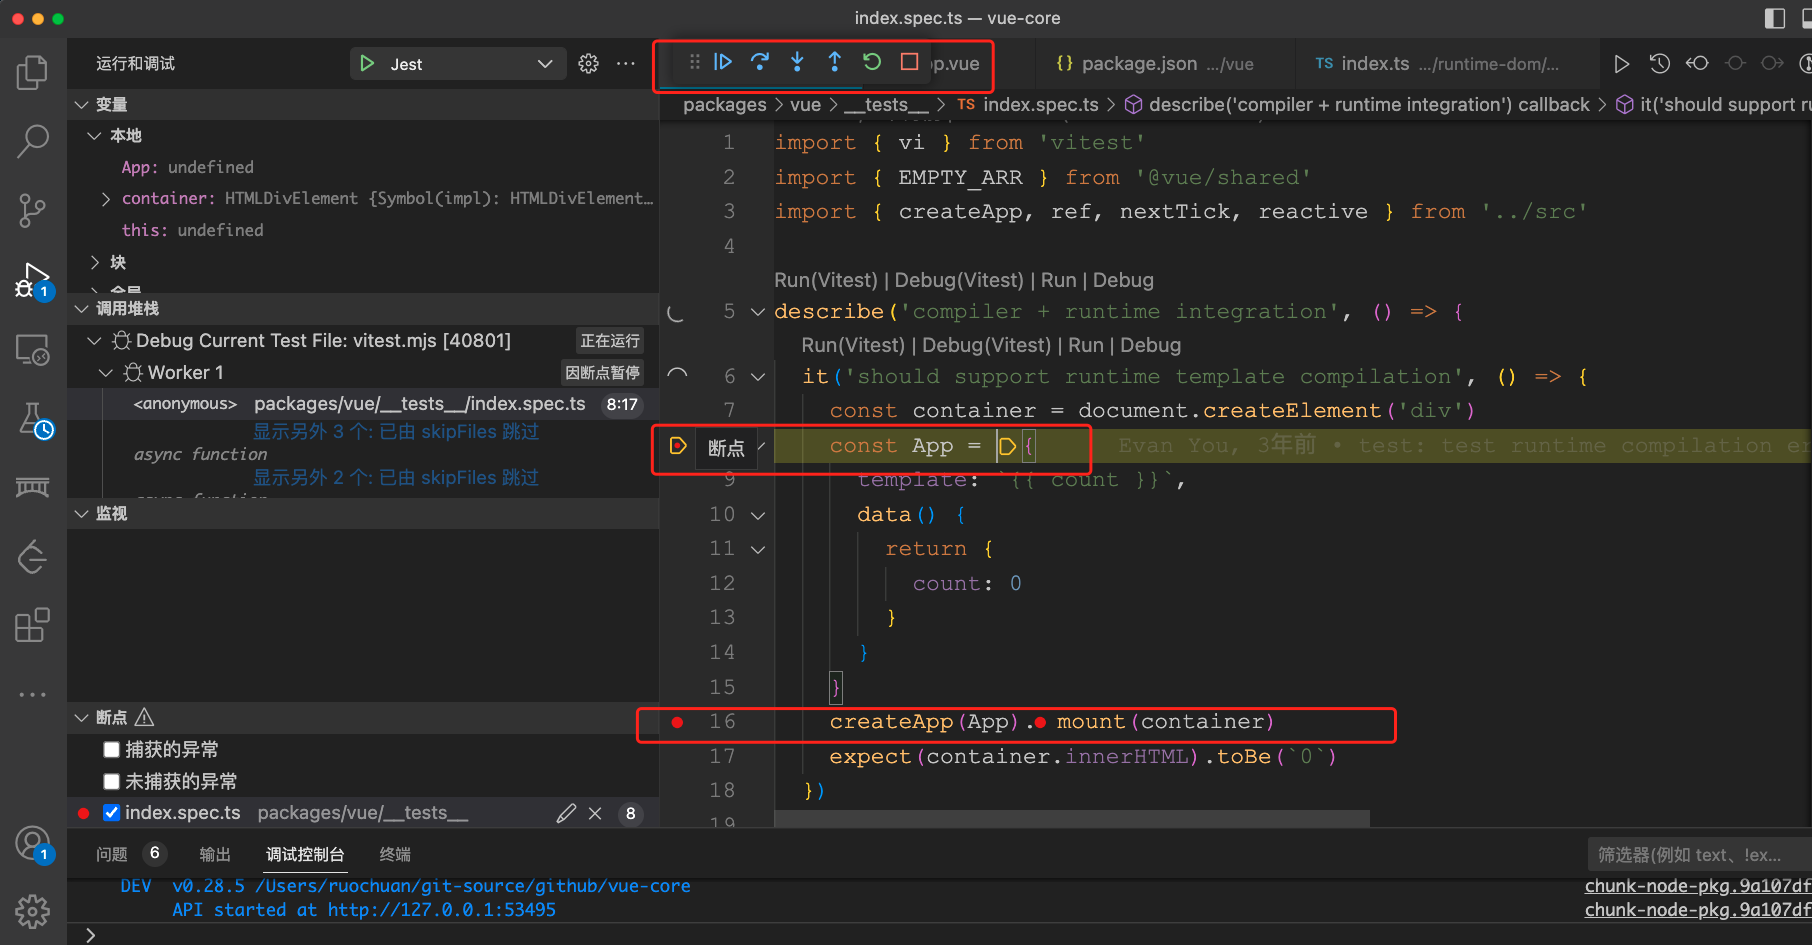 index.spec.ts — vue-core
运行和调试
Jest
变量
本地
App: undefined
container: HTMLDivElement {Symbol(impl): HTMLDivElement…
this: undefined
块
调用堆栈
Debug Current Test File: vitest.mjs [40801] 正在运行
Worker 1 因断点暂停
<anonymous> packages/vue/__tests__/index.spec.ts 8:17
显示另外 3 个: 已由 skipFiles 跳过
async function
显示另外 2 个: 已由 skipFiles 跳过
async function
监视
断点
捕获的异常
未捕获的异常
index.spec.ts packages/vue/__tests__ 8
1
1
pp.vue
{} package.json .../vue
TS index.ts .../runtime-dom/...
packages > vue > __tests__ > TS index.spec.ts > describe('compiler + runtime integration') callback > it('should support ru
1 import { vi } from 'vitest'
2 import { EMPTY_ARR } from '@vue/shared'
3 import { createApp, ref, nextTick, reactive } from '../src'
4
Run(Vitest) | Debug(Vitest) | Run | Debug
5 describe('compiler + runtime integration', () => {
Run(Vitest) | Debug(Vitest) | Run | Debug
6 it('should support runtime template compilation', () => {
7 const container = document.createElement('div')
断点 const App = { Evan You, 3年前 • test: test runtime compilation er
9 template: `{{ count }}`,
10 data() {
11 return {
12 count: 0
13 }
14 }
15 }
16 createApp(App).mount(container)
17 expect(container.innerHTML).toBe(`0`)
18 })
19
问题 6 输出 调试控制台 终端
筛选器(例如 text、!ex...
DEV v0.28.5 /Users/ruochuan/git-source/github/vue-core
chunk-node-pkg.9a107df
API started at http://127.0.0.1:53495
chunk-node-pkg.9a107df
>